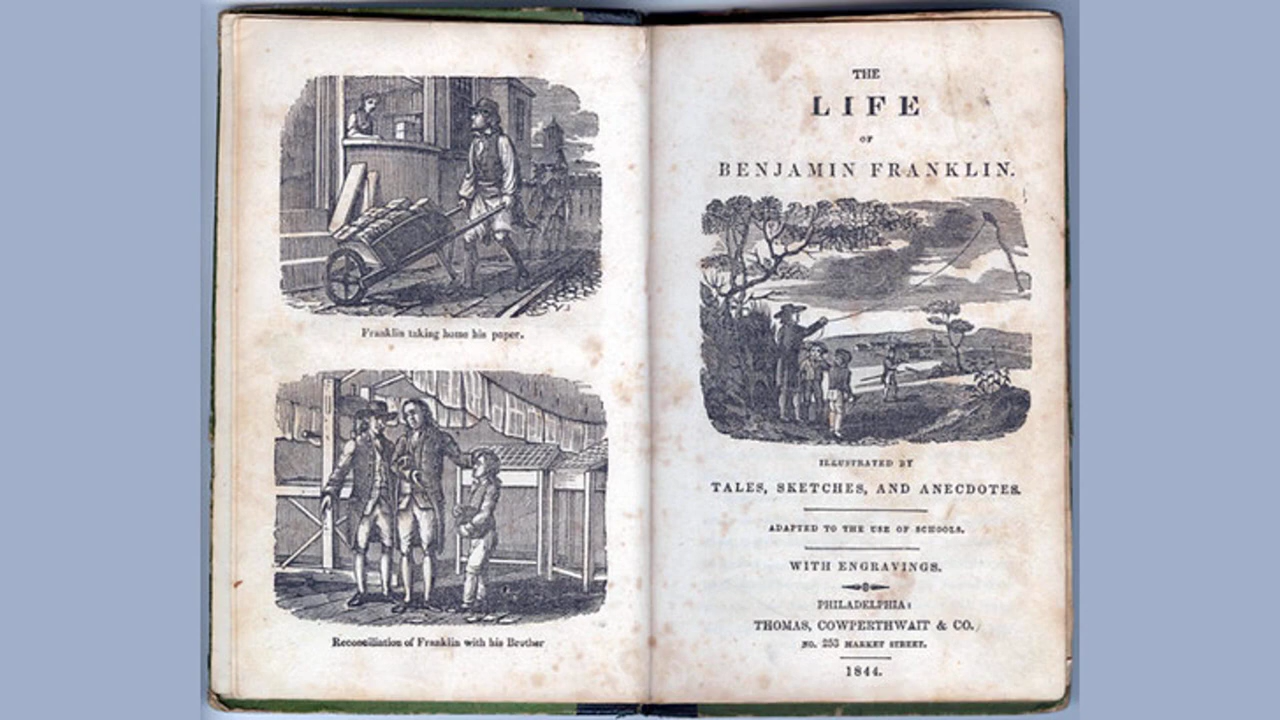 Franklin taking home his paper.
Reconciliation of Franklin with his Brother
THE
LIFE
OF
BENJAMIN FRANKLIN.
ILLUSTRATED BY
TALES, SKETCHES, AND ANECDOTES.
ADAPTED TO THE USE OF SCHOOLS.
WITH ENGRAVINGS.
PHILADELPHIA:
THOMAS, COWPERTHWAIT & CO.
NO. 253 MARKET STREET.
1844.